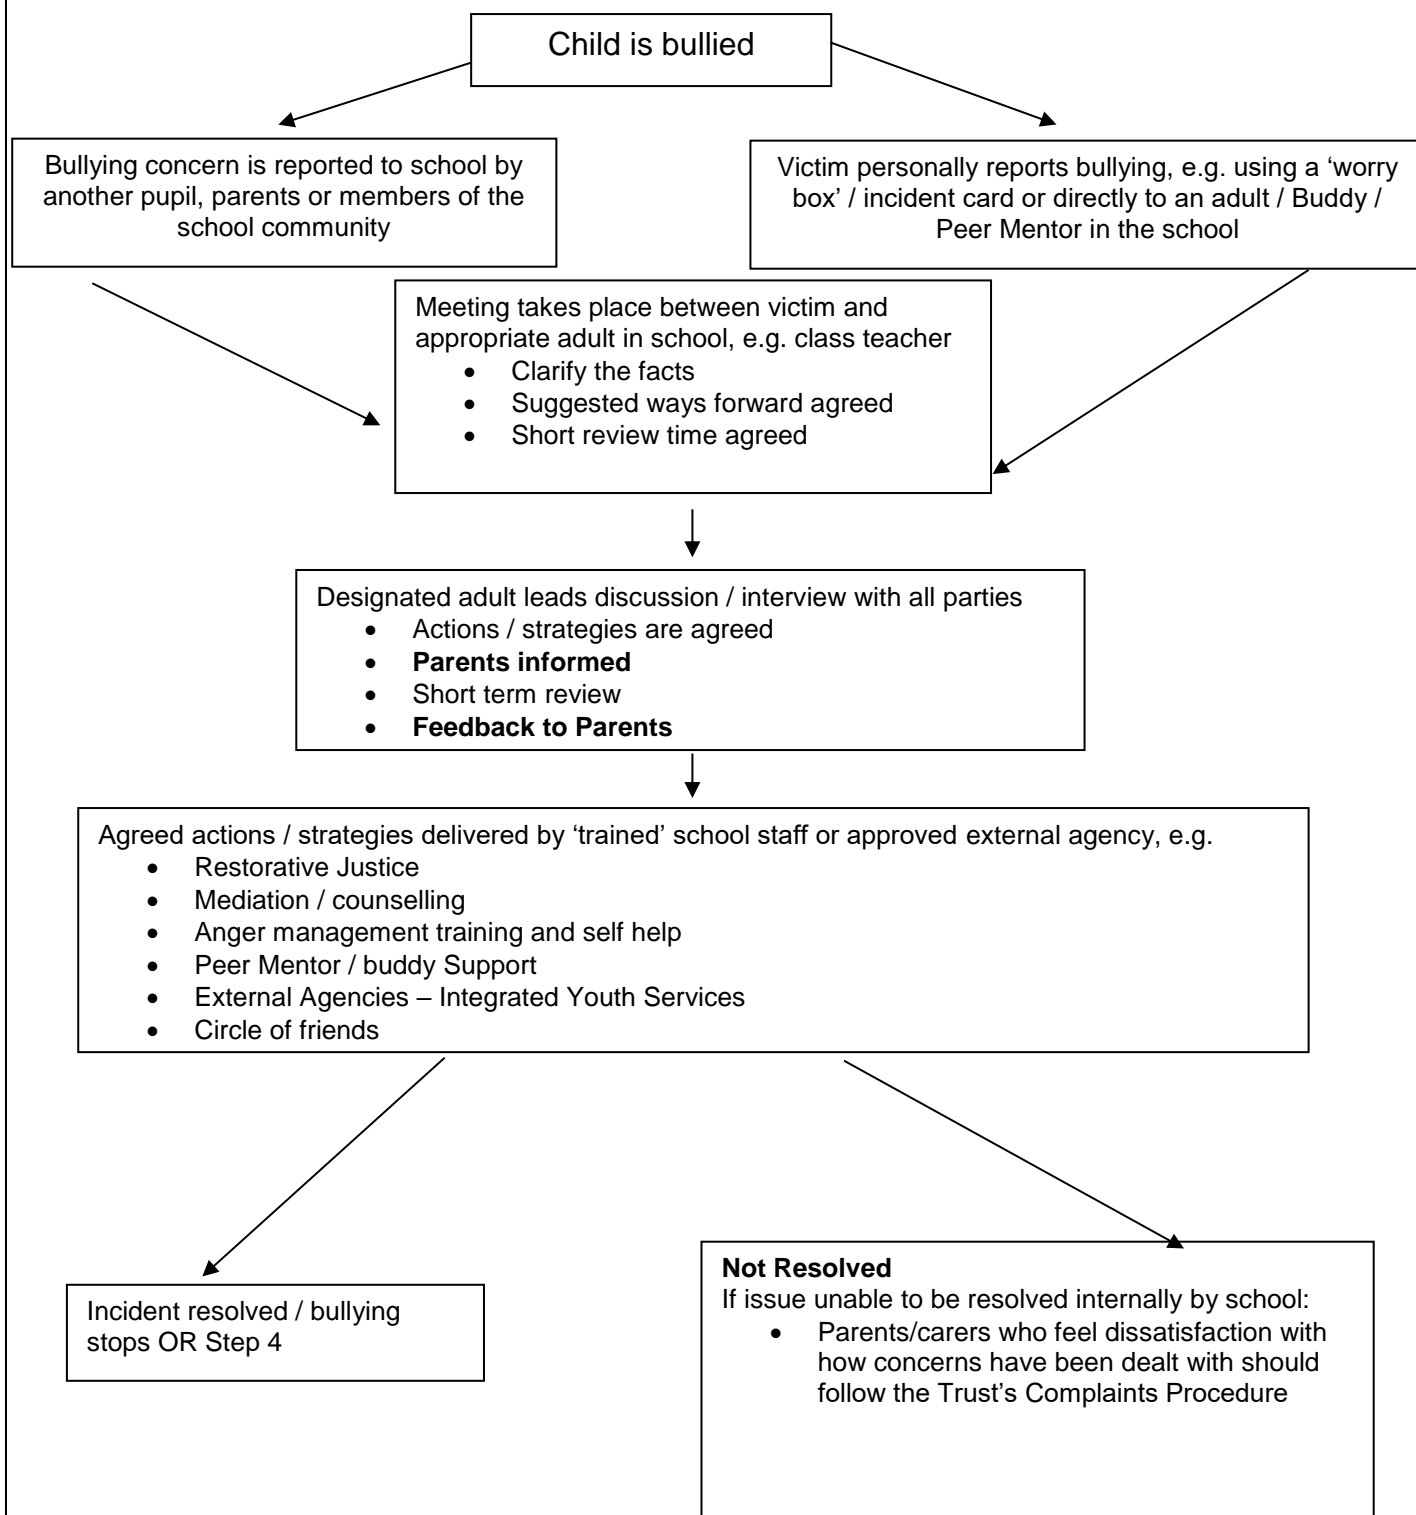 Child is bullied
Bullying concern is reported to school by
another pupil, parents or members of the
school community
Victim personally reports bullying, e.g. using a ‘worry
box’ / incident card or directly to an adult / Buddy /
Peer Mentor in the school
Meeting takes place between victim and
appropriate adult in school, e.g. class teacher
• Clarify the facts
• Suggested ways forward agreed
• Short review time agreed
Designated adult leads discussion / interview with all parties
• Actions / strategies are agreed
• Parents informed
• Short term review
• Feedback to Parents
Agreed actions / strategies delivered by ‘trained’ school staff or approved external agency, e.g.
• Restorative Justice
• Mediation / counselling
• Anger management training and self help
• Peer Mentor / buddy Support
• External Agencies – Integrated Youth Services
• Circle of friends
Incident resolved / bullying
stops OR Step 4
Not Resolved
If issue unable to be resolved internally by school:
• Parents/carers who feel dissatisfaction with
how concerns have been dealt with should
follow the Trust’s Complaints Procedure